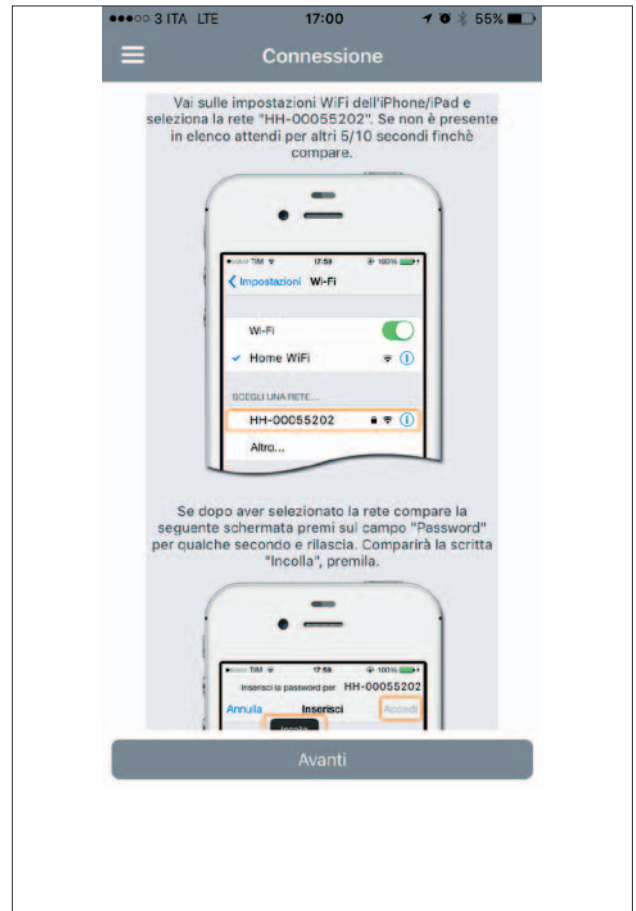 3 ITA LTE 17:00 55%
Connessione
Vai sulle impostazioni WiFi dell'iPhone/iPad e
seleziona la rete "HH-00055202". Se non è presente
in elenco attendi per altri 5/10 secondi finchè
compare.
TIM 17:59 100%
Impostazioni Wi-Fi
Wi-Fi
Home WiFi
SCEGLI UNA RETE...
HH-00055202
Altro...
Se dopo aver selezionato la rete compare la
seguente schermata premi sul campo "Password"
per qualche secondo e rilascia. Comparirà la scritta
"Incolla", premila.
TIM 17:59 100%
Inserisci la password per HH-00055202
Annulla Inserisci Accedi
Incolla
Avanti